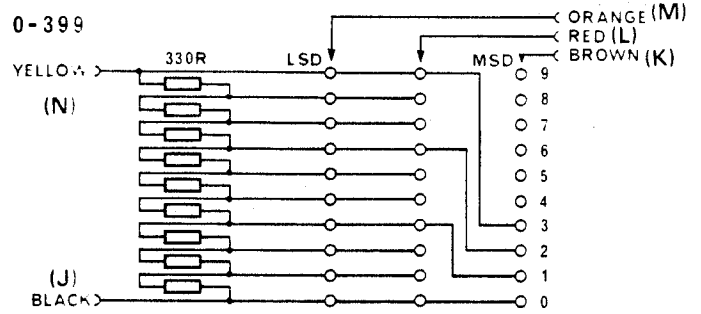 ORANGE (M)
0-399
RED (L)
330R
LSD
MSD
BROWN (K)
YELLOW
9
(N)
8
7
6
5
4
3
2
(J)
1
BLACK
0